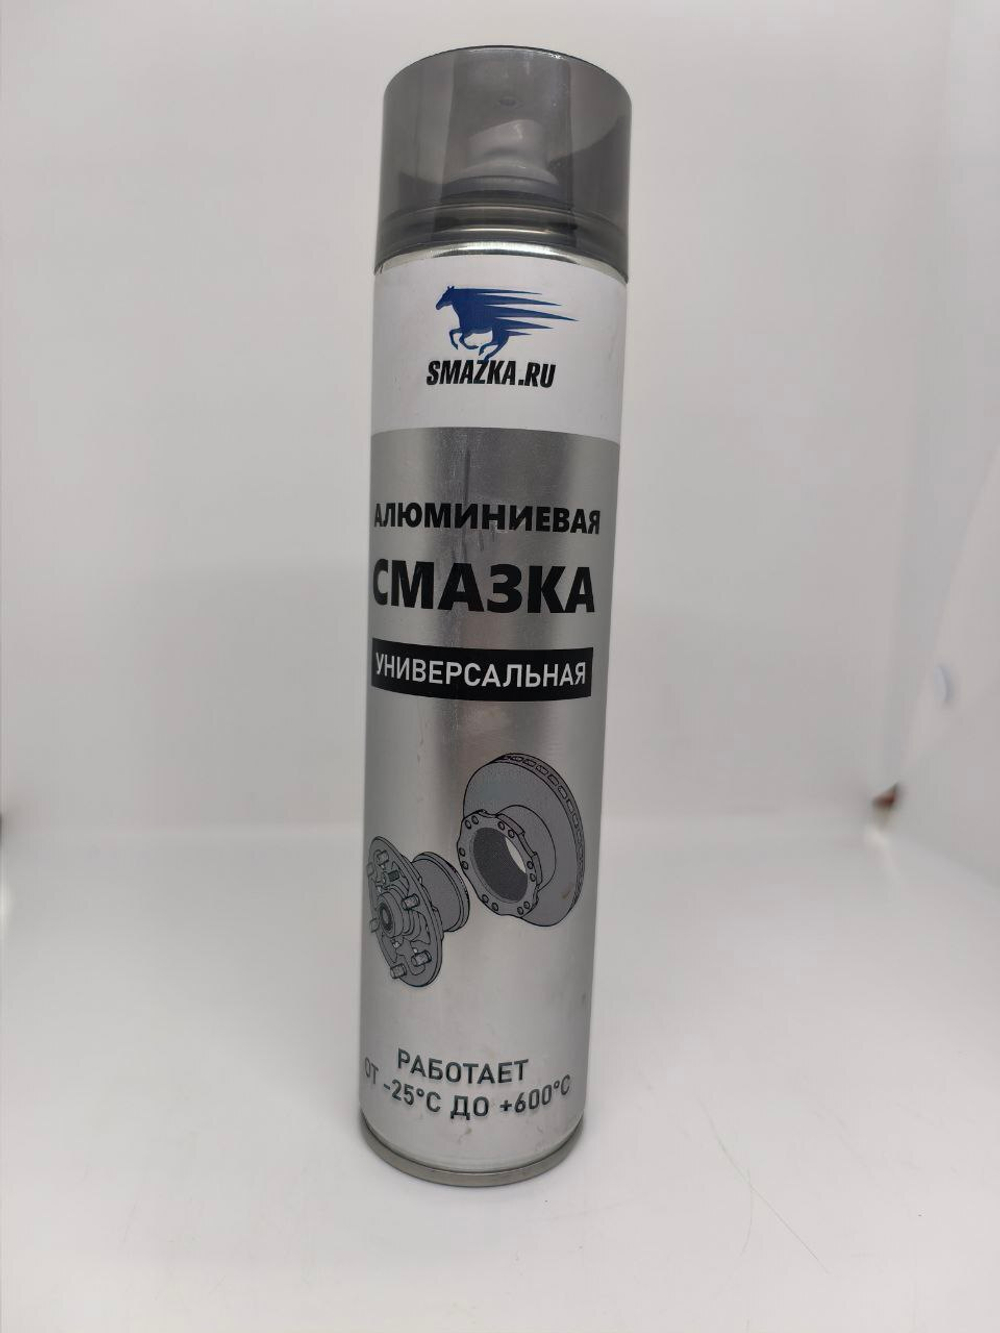 SMAZKA.RU
АЛЮМИНИЕВАЯ
СМАЗКА
УНИВЕРСАЛЬНАЯ
РАБОТАЕТ
ОТ -25°С ДО +600°С